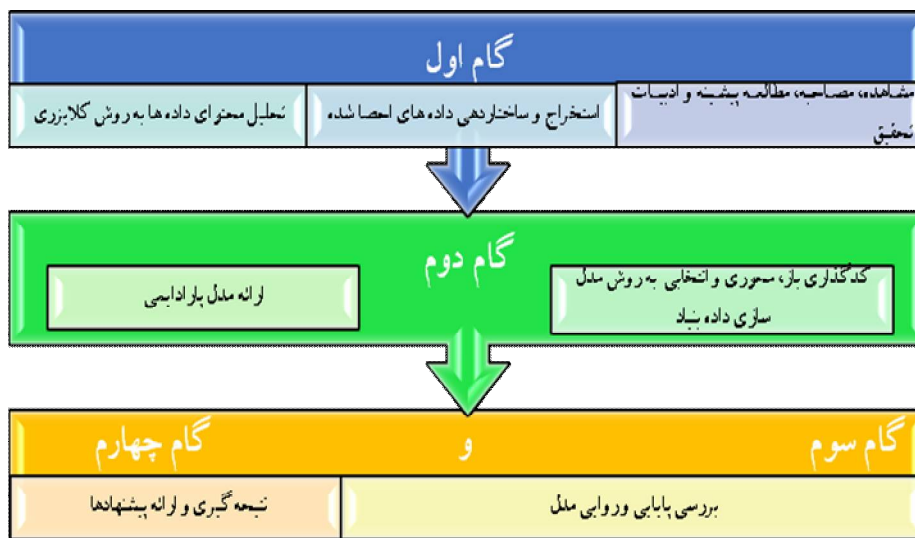 گام اول
مشاهده، مصاحبه، مطالعه پیشینه و ادبیات
تحقیق
استخراج و ساختاردهی داده های احصا شده
تحلیل محتوای داده ها به روش کلایزری
گام دوم
کدگذاری باز، محوری و انتخابی به روش مدل
سازی داده بنیاد
ارائه مدل پارادایمی
گام سوم
و
گام چهارم
بررسی پایایی و روایی مدل
نتیجه گیری و ارائه پیشنهادها